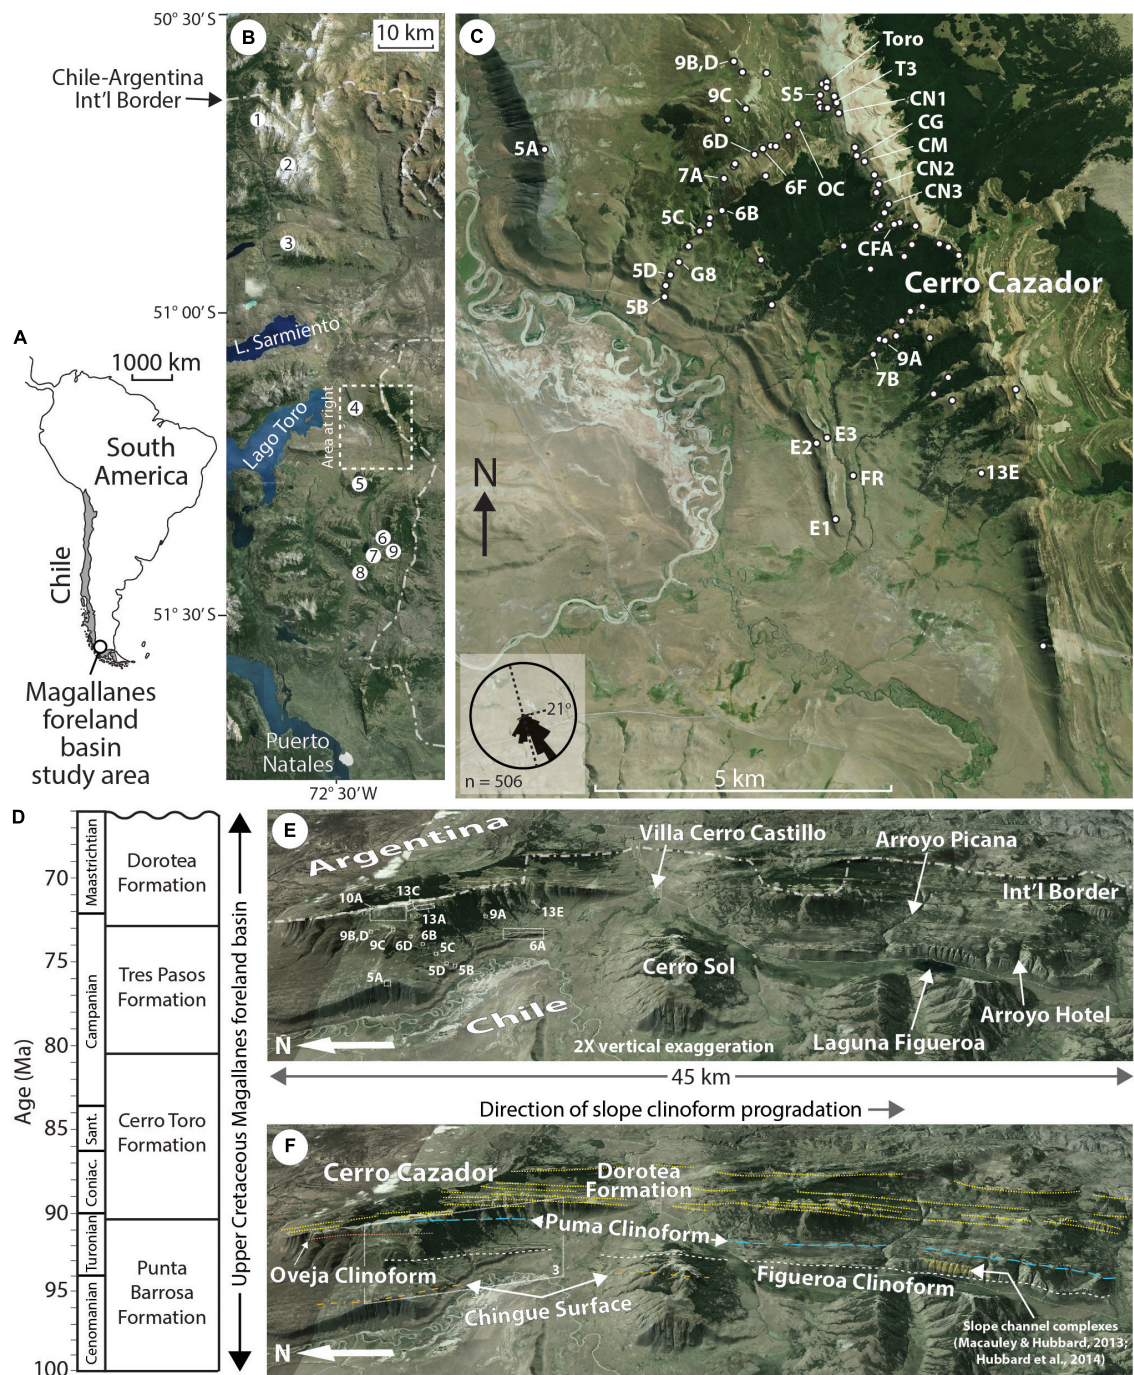 A
1000 km
South
America
Chile
Magallanes
foreland
basin
study area
50° 30' S
Chile-Argentina
Int'l Border
51° 00' S
51° 30' S
72° 30'W
B
10 km
1
2
3
L. Sarmiento
Lago Toro
Area at right
4
5
6
7
9
8
Puerto
Natales
C
Toro
9B,D
T3
S5
9C
CN1
CG
5A
6D
CM
7A
6F
OC
CN2
CN3
5C
6B
CFA
5D
G8
Cerro Cazador
5B
9A
7B
E3
E2
FR
13E
E1
N
21°
n = 506
5 km
D
Age (Ma)
70
75
80
85
90
95
100
Maastrichtian
Campanian
Sant.
Coniac.
Turonian
Cenomanian
Dorotea
Formation
Tres Pasos
Formation
Cerro Toro
Formation
Punta
Barrosa
Formation
Upper Cretaceous Magallanes foreland basin
E
Argentina
Villa Cerro Castillo
Arroyo Picana
Int'l Border
13C
10A
13A
9A
13E
9B,D
9C
6D
6B
5C
6A
5A
5D
5B
Cerro Sol
Chile
Arroyo Hotel
Laguna Figueroa
N
2X vertical exaggeration
45 km
Direction of slope clinoform progradation
F
Cerro Cazador
Dorotea
Formation
Puma Clinoform
Oveja Clinoform
3
Figueroa Clinoform
Chingue Surface
Slope channel complexes
(Macauley & Hubbard, 2013;
Hubbard et al., 2014)
N